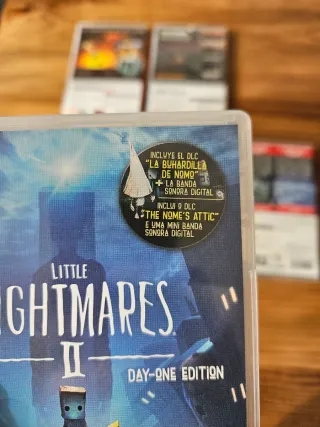 INCLUYE EL DLC
"LA BUHARDILLA
DE NOMO"
+ LA BANDA
SONORA DIGITAL
INCLUI O DLC
"THE NOME'S ATTIC"
E UMA MINI BANDA
SONORA DIGITAL
LITTLE
IGHTMARES
II
DAY-ONE EDITION